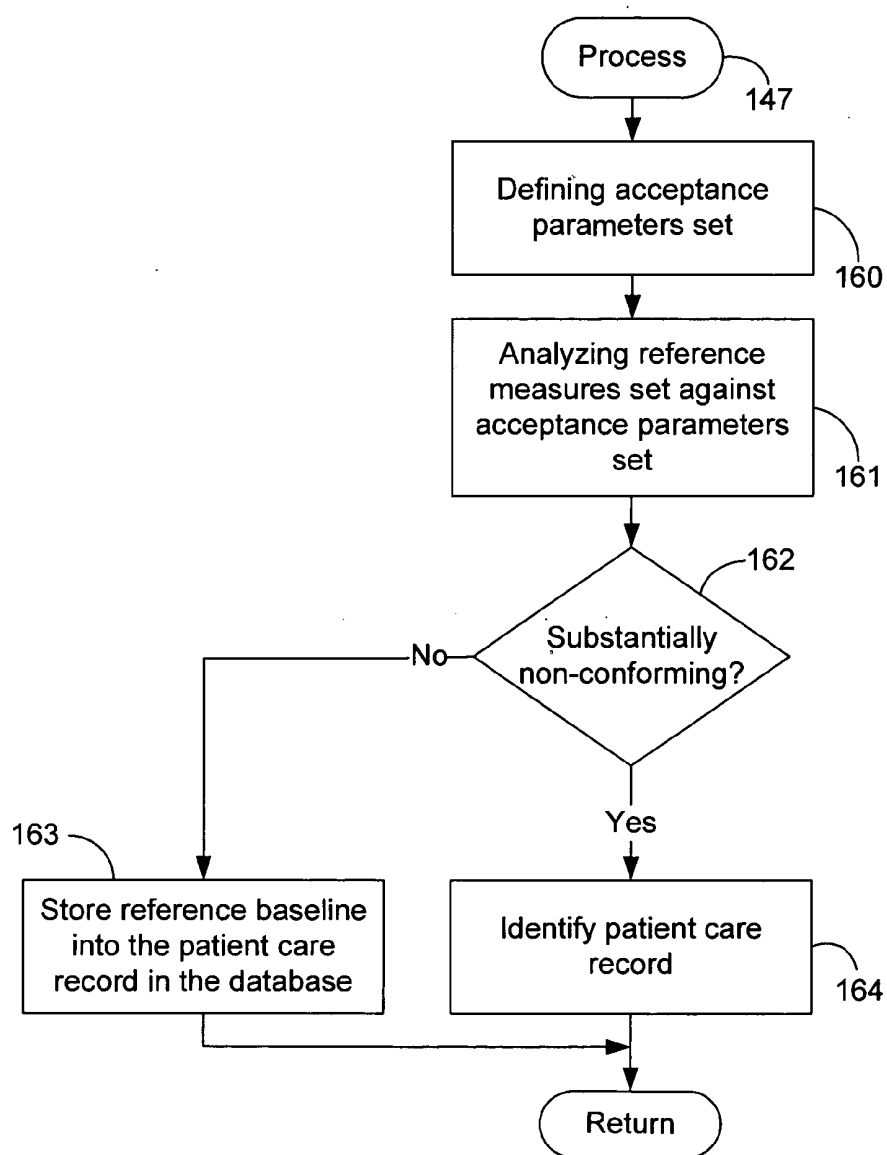 Process
147
Defining acceptance
parameters set
160
Analyzing reference
measures set against
acceptance parameters
set
161
162
Substantially
non-conforming?
No
Yes
163
Store reference baseline
into the patient care
record in the database
Identify patient care
record
164
Return